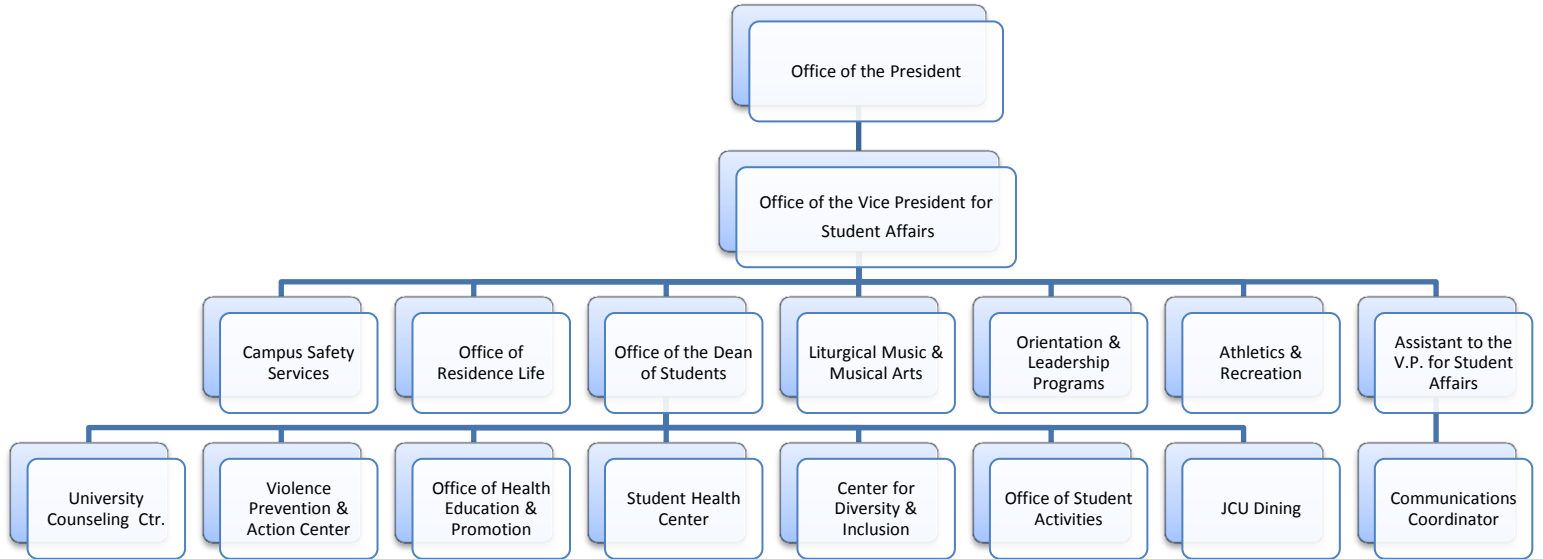 Office of the President
Office of the Vice President for
Student Affairs
Campus Safety
Services
Office of
Residence Life
Office of the Dean
of Students
Liturgical Music &
Musical Arts
Orientation &
Leadership
Programs
Athletics &
Recreation
Assistant to the
V.P. for Student
Affairs
University
Counseling Ctr.
Violence
Prevention &
Action Center
Office of Health
Education &
Promotion
Student Health
Center
Center for
Diversity &
Inclusion
Office of Student
Activities
JCU Dining
Communications
Coordinator